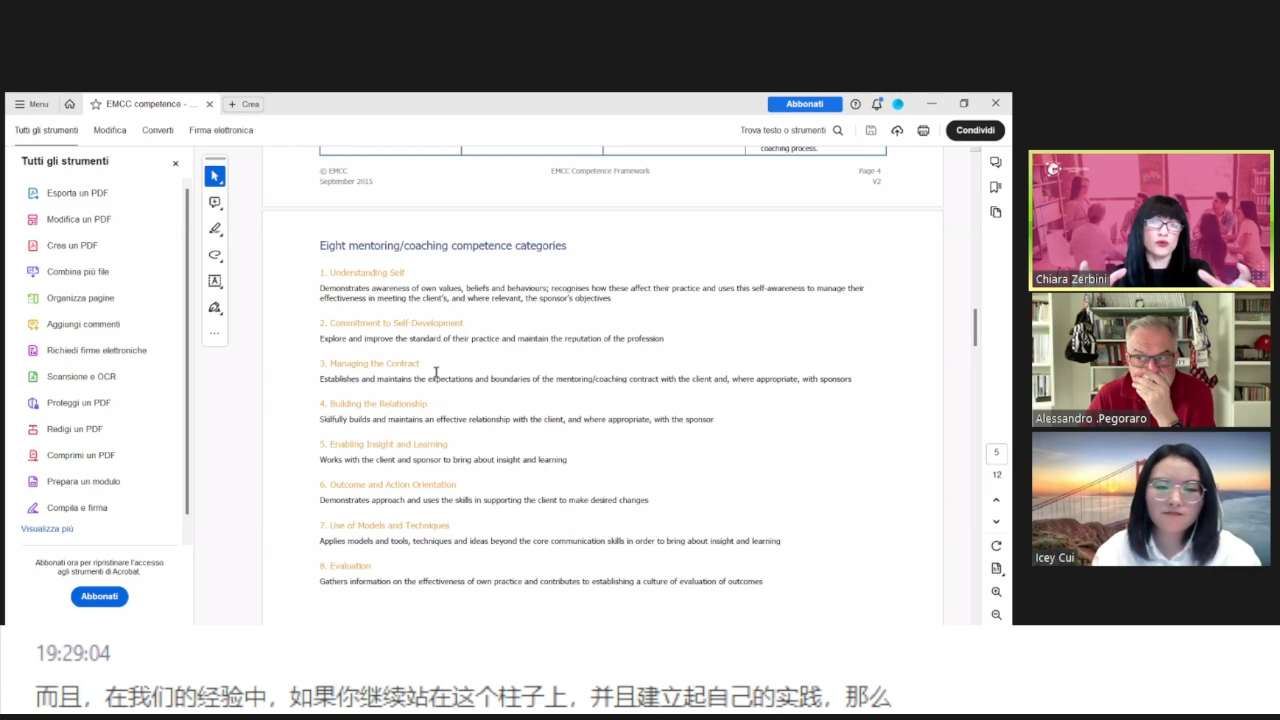 Menu
EMCC competence - ...
Crea
Abbonati
Tutti gli strumenti
Modifica
Converti
Firma elettronica
Trova testo o strumenti
Condividi
Tutti gli strumenti
Esporta un PDF
Modifica un PDF
Crea un PDF
Combina più file
Organizza pagine
Aggiungi commenti
Richiedi firme elettroniche
Scansione e OCR
Proteggi un PDF
Redigi un PDF
Comprimi un PDF
Prepara un modulo
Compila e firma
Visualizza più
Abbonati ora per ripristinare l'accesso
agli strumenti di Acrobat.
Abbonati
coaching process.
© EMCC
September 2015
EMCC Competence Framework
Page 4
V2
Eight mentoring/coaching competence categories
1. Understanding Self
Demonstrates awareness of own values, beliefs and behaviours; recognises how these affect their practice and uses this self-awareness to manage their
effectiveness in meeting the client's, and where relevant, the sponsor's objectives
2. Commitment to Self-Development
Explore and improve the standard of their practice and maintain the reputation of the profession
3. Managing the Contract
Establishes and maintains the expectations and boundaries of the mentoring/coaching contract with the client and, where appropriate, with sponsors
4. Building the Relationship
Skilfully builds and maintains an effective relationship with the client, and where appropriate, with the sponsor
5. Enabling Insight and Learning
Works with the client and sponsor to bring about insight and learning
6. Outcome and Action Orientation
Demonstrates approach and uses the skills in supporting the client to make desired changes
7. Use of Models and Techniques
Applies models and tools, techniques and ideas beyond the core communication skills in order to bring about insight and learning
8. Evaluation
Gathers information on the effectiveness of own practice and contributes to establishing a culture of evaluation of outcomes
5
12
Chiara Zerbini
Alessandro .Pegoraro
Icey Cui
19:29:04
而且，在我们的经验中，如果你继续站在这个柱子上，并且建立起自己的实践，那么